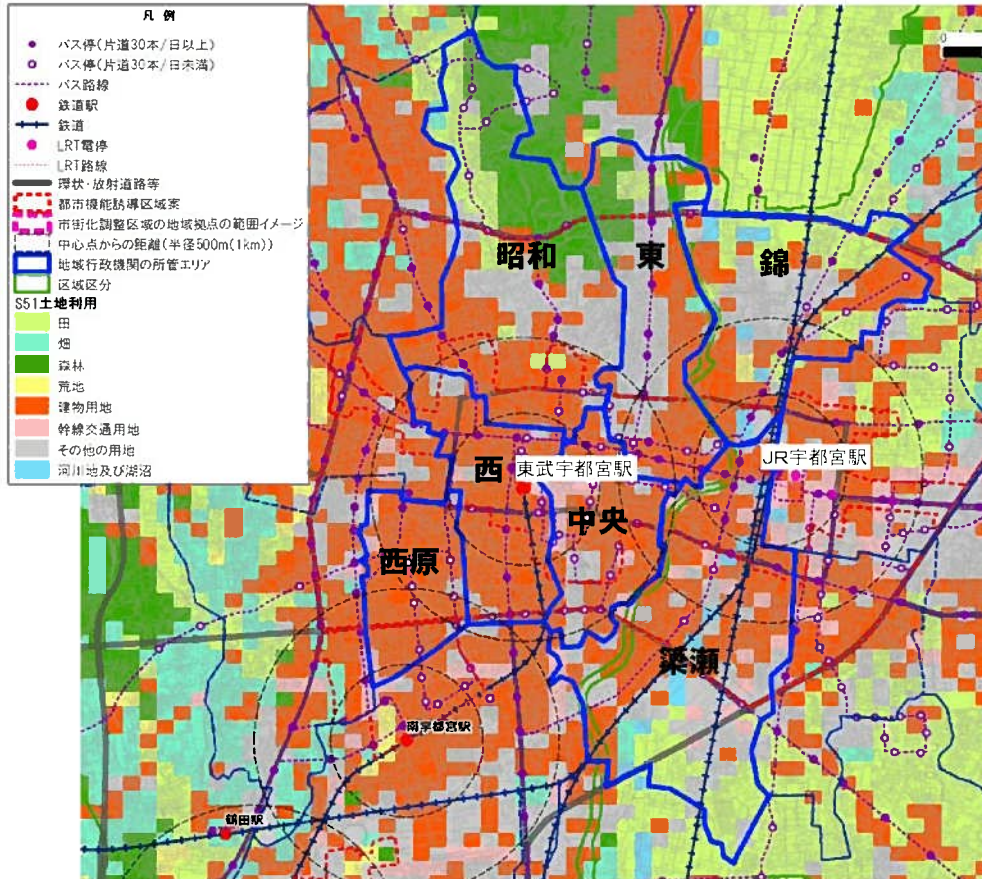 凡 例
バス停(片道30本/日以上)
バス停(片道30本/日未満)
バス路線
鉄道駅
鉄道
LRT電停
LRT路線
環状・放射道路等
都市機能誘導区域案
市街化調整区域の地域拠点の範囲イメージ
中心点からの距離(半径500m(1km))
地域行政機関の所管エリア
区域区分
S51土地利用
田
畑
森林
荒地
建物用地
幹線交通用地
その他の用地
河川地及び湖沼
0
昭和
東
錦
西
東武宇都宮駅
JR宇都宮駅
中央
西原
簗瀬
南宇都宮駅
鶴田駅